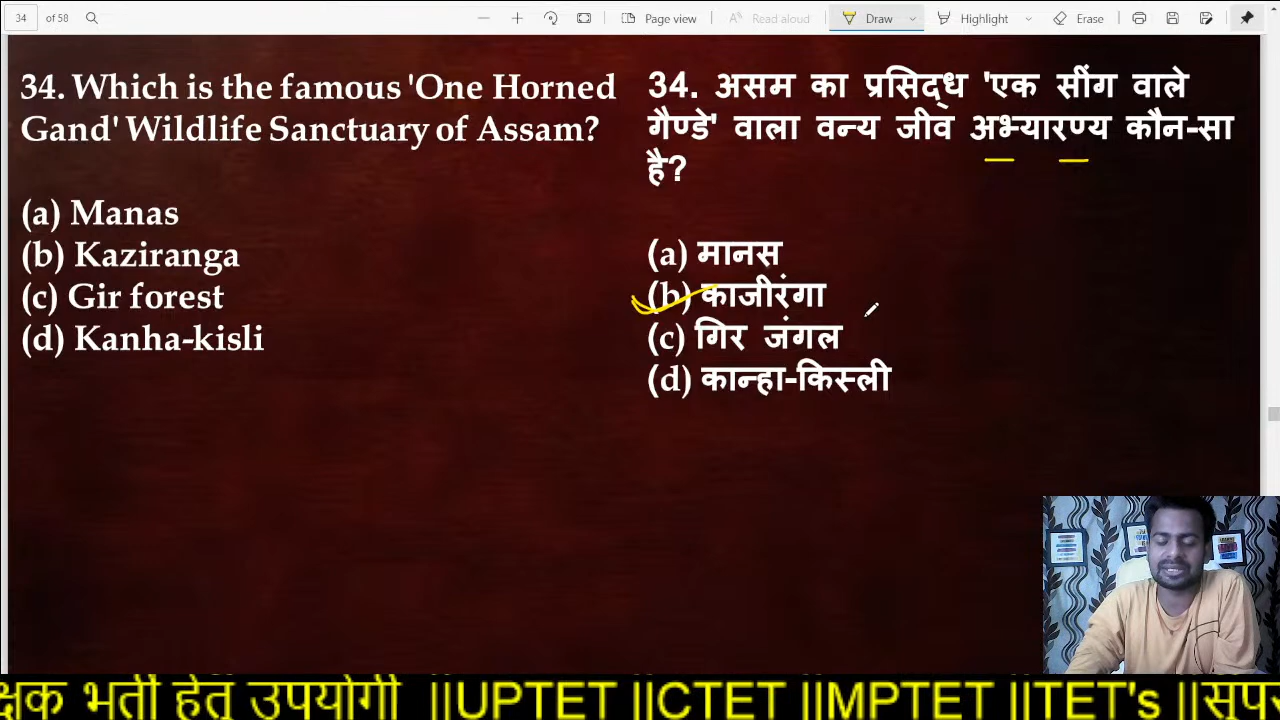 34
of 58
Page view
Read aloud
Draw
Highlight
Erase
34. Which is the famous 'One Horned
Gand' Wildlife Sanctuary of Assam?
(a) Manas
(b) Kaziranga
(c) Gir forest
(d) Kanha-kisli
34. असम का प्रसिद्ध 'एक सींग वाले
गैण्डे' वाला वन्य जीव अभ्यारण्य कौन-सा
है?
(a) मानस
(b) काजीरंगा
(c) गिर जंगल
(d) कान्हा-किस्ली
क्षक भर्ती हेतु उपयोगी ||UPTET ||CTET ||MPTET ||TET's ||सुपर